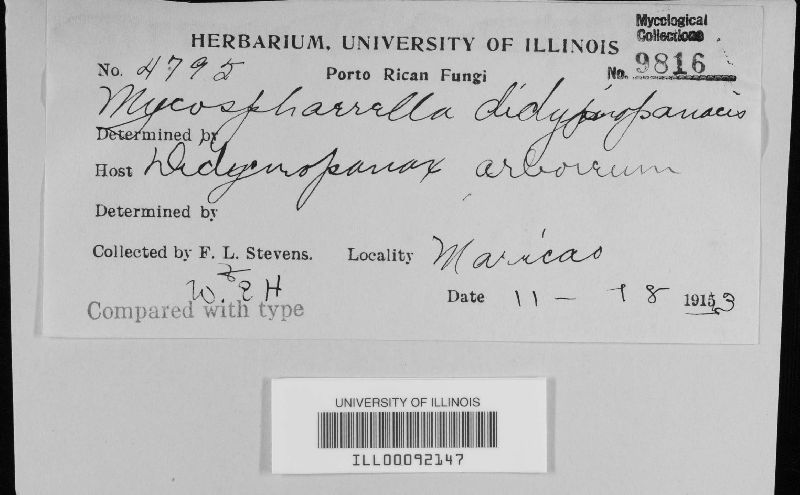 Mycological
Collections
HERBARIUM, UNIVERSITY OF ILLINOIS
No. 4795 Porto Rican Fungi No. 9816
Mycosphaerella didymopanacis
Determined by
Host Didymopanax arboreum
Determined by
Collected by F. L. Stevens. Locality Maricao
W. E H
Date 11 - 18 1913
Compared with type
UNIVERSITY OF ILLINOIS
ILL00092147